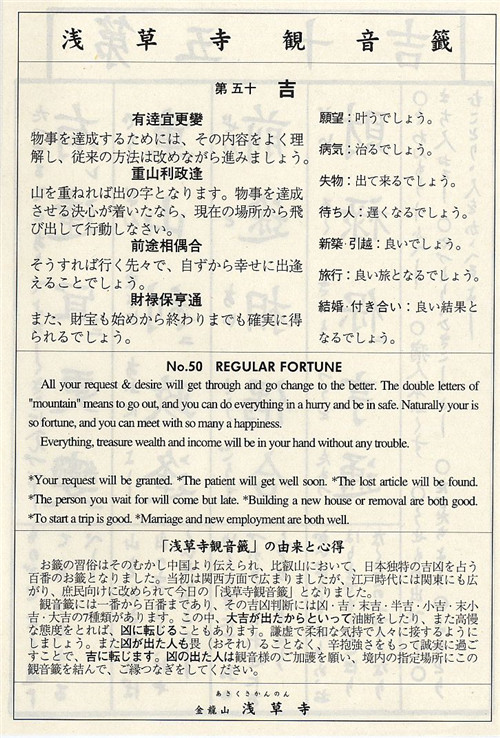 浅草寺観音籤
第五十 吉
有達宜更變
物事を達成するためには、その内容をよく理
解し、従来の方法は改めながら進みましょう。
重山利政逢
山を重ねれば出の字となります。物事を達成
させる決心が着いたなら、現在の場所から飛
び出して行動しなさい。
前途相偶合
そうすれば行く先々で、自ずから幸せに出逢
えることでしょう。
財禄保亨通
また、財宝も始めから終わりまでも確実に得
られるでしょう。
願望：叶うでしょう。
病気：治るでしょう。
失物：出て来るでしょう。
待ち人：遅くなるでしょう。
新築·引越：良いでしょう。
旅行：良い旅となるでしょう。
結婚·付き合い：良い結果と
なるでしょう。
No.50 REGULAR FORTUNE
All your request & desire will get through and go change to the better. The double letters of
"mountain" means to go out, and you can do everything in a hurry and be in safe. Naturally your is
so fortune, and you can meet with so many a happiness.
Everything, treasure wealth and income will be in your hand without any trouble.
*Your request will be granted. *The patient will get well soon. *The lost article will be found.
*The person you wait for will come but late. *Building a new house or removal are both good.
*To start a trip is good. *Marriage and new employment are both well.
「浅草寺観音籤」の由来と心得
お籤の習俗はそのむかし中国より伝えられ、比叡山において、日本独特の吉凶を占う
百番のお籤となりました。当初は関西方面で広まりましたが、江戸時代には関東にも広
がり、庶民向けに改められて今日の「浅草寺観音籤」となりました。
観音籤には一番から百番まであり、その吉凶判断には凶·吉·末吉·半吉·小吉·末小
吉·大吉の7種類があります。この中、大吉が出たからといって油断をしたり、また高慢
な態度をとれば、凶に転じることもあります。謙虚で柔和な気持で人々に接するように
しましょう。また凶が出た人も畏（おそれ）ることなく、辛抱強さをもって誠実に過ご
すことで、吉に転じます。凶の出た人は観音様のご加護を願い、境内の指定場所にこの
観音籤を結んで、ご縁つなぎをしてください。
あさくさかんのん
金龍山 浅草寺